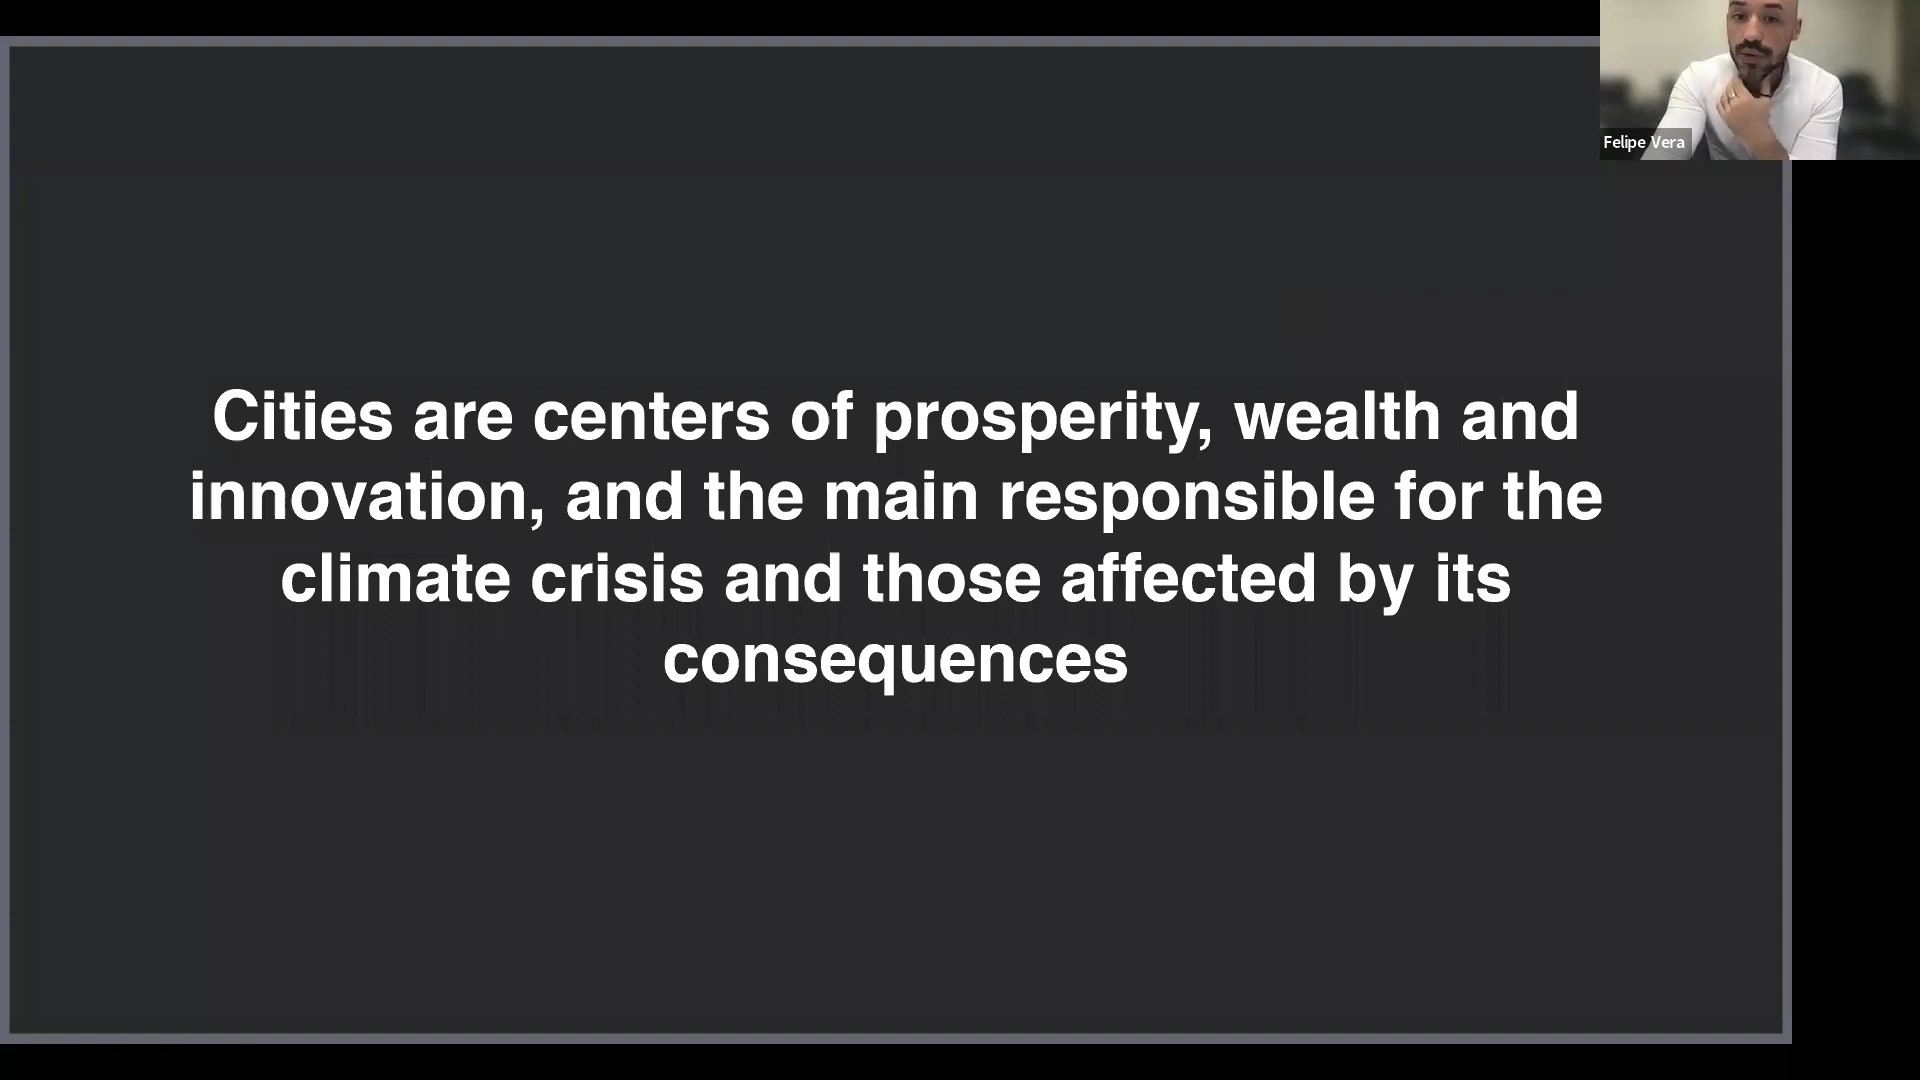 Felipe Vera
Cities are centers of prosperity, wealth and
innovation, and the main responsible for the
climate crisis and those affected by its
consequences